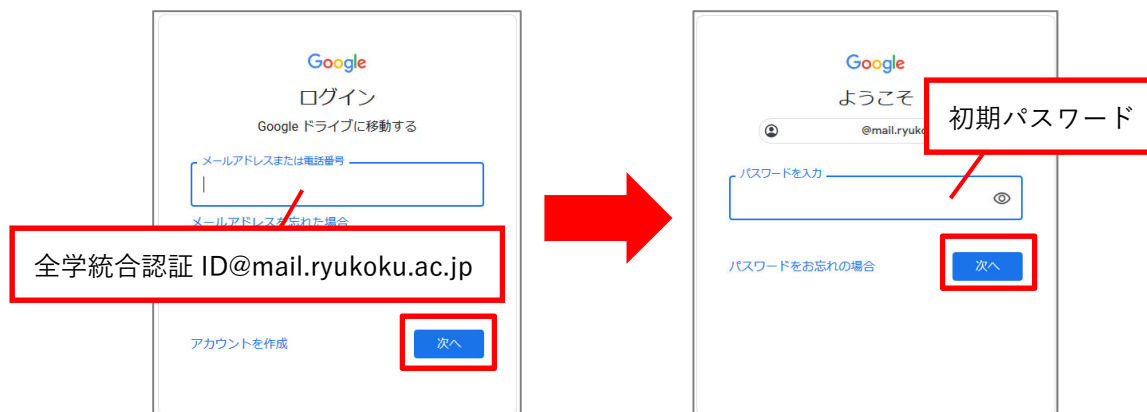 Google
ログイン
Google ドライブに移動する
メールアドレスまたは電話番号
メールアドレスを忘れた場合
全学統合認証 ID@mail.ryukoku.ac.jp
アカウントを作成
次へ
Google
ようこそ
@mail.ryuko
初期パスワード
パスワードを入力
パスワードをお忘れの場合
次へ